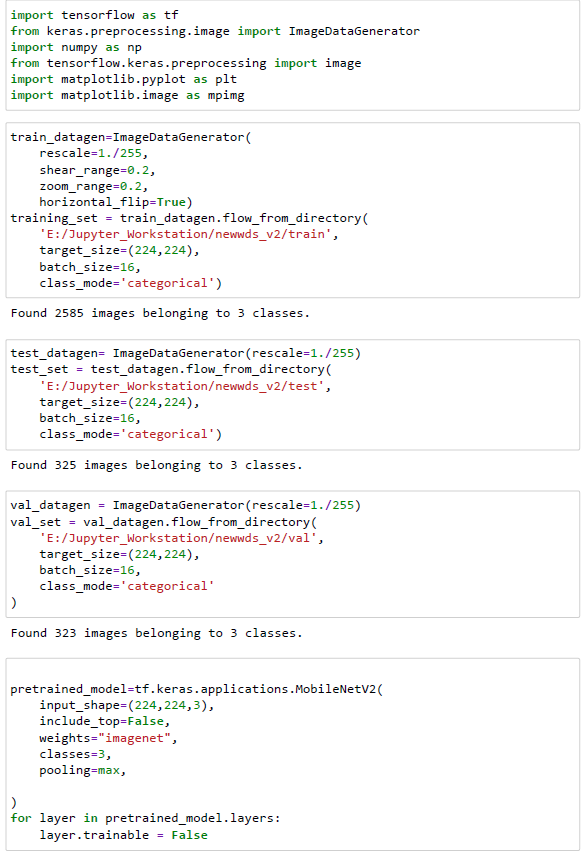 import tensorflow as tf
from keras.preprocessing.image import ImageDataGenerator
import numpy as np
from tensorflow.keras.preprocessing import image
import matplotlib.pyplot as plt
import matplotlib.image as mpimg
train_datagen=ImageDataGenerator(
    rescale=1./255,
    shear_range=0.2,
    zoom_range=0.2,
    horizontal_flip=True)
training_set = train_datagen.flow_from_directory(
    'E:/Jupyter_Workstation/newwds_v2/train',
    target_size=(224,224),
    batch_size=16,
    class_mode='categorical')
Found 2585 images belonging to 3 classes.
test_datagen= ImageDataGenerator(rescale=1./255)
test_set = test_datagen.flow_from_directory(
    'E:/Jupyter_Workstation/newwds_v2/test',
    target_size=(224,224),
    batch_size=16,
    class_mode='categorical')
Found 325 images belonging to 3 classes.
val_datagen = ImageDataGenerator(rescale=1./255)
val_set = val_datagen.flow_from_directory(
    'E:/Jupyter_Workstation/newwds_v2/val',
    target_size=(224,224),
    batch_size=16,
    class_mode='categorical'
)
Found 323 images belonging to 3 classes.
pretrained_model=tf.keras.applications.MobileNetV2(
    input_shape=(224,224,3),
    include_top=False,
    weights="imagenet",
    classes=3,
    pooling=max,
)
for layer in pretrained_model.layers:
    layer.trainable = False